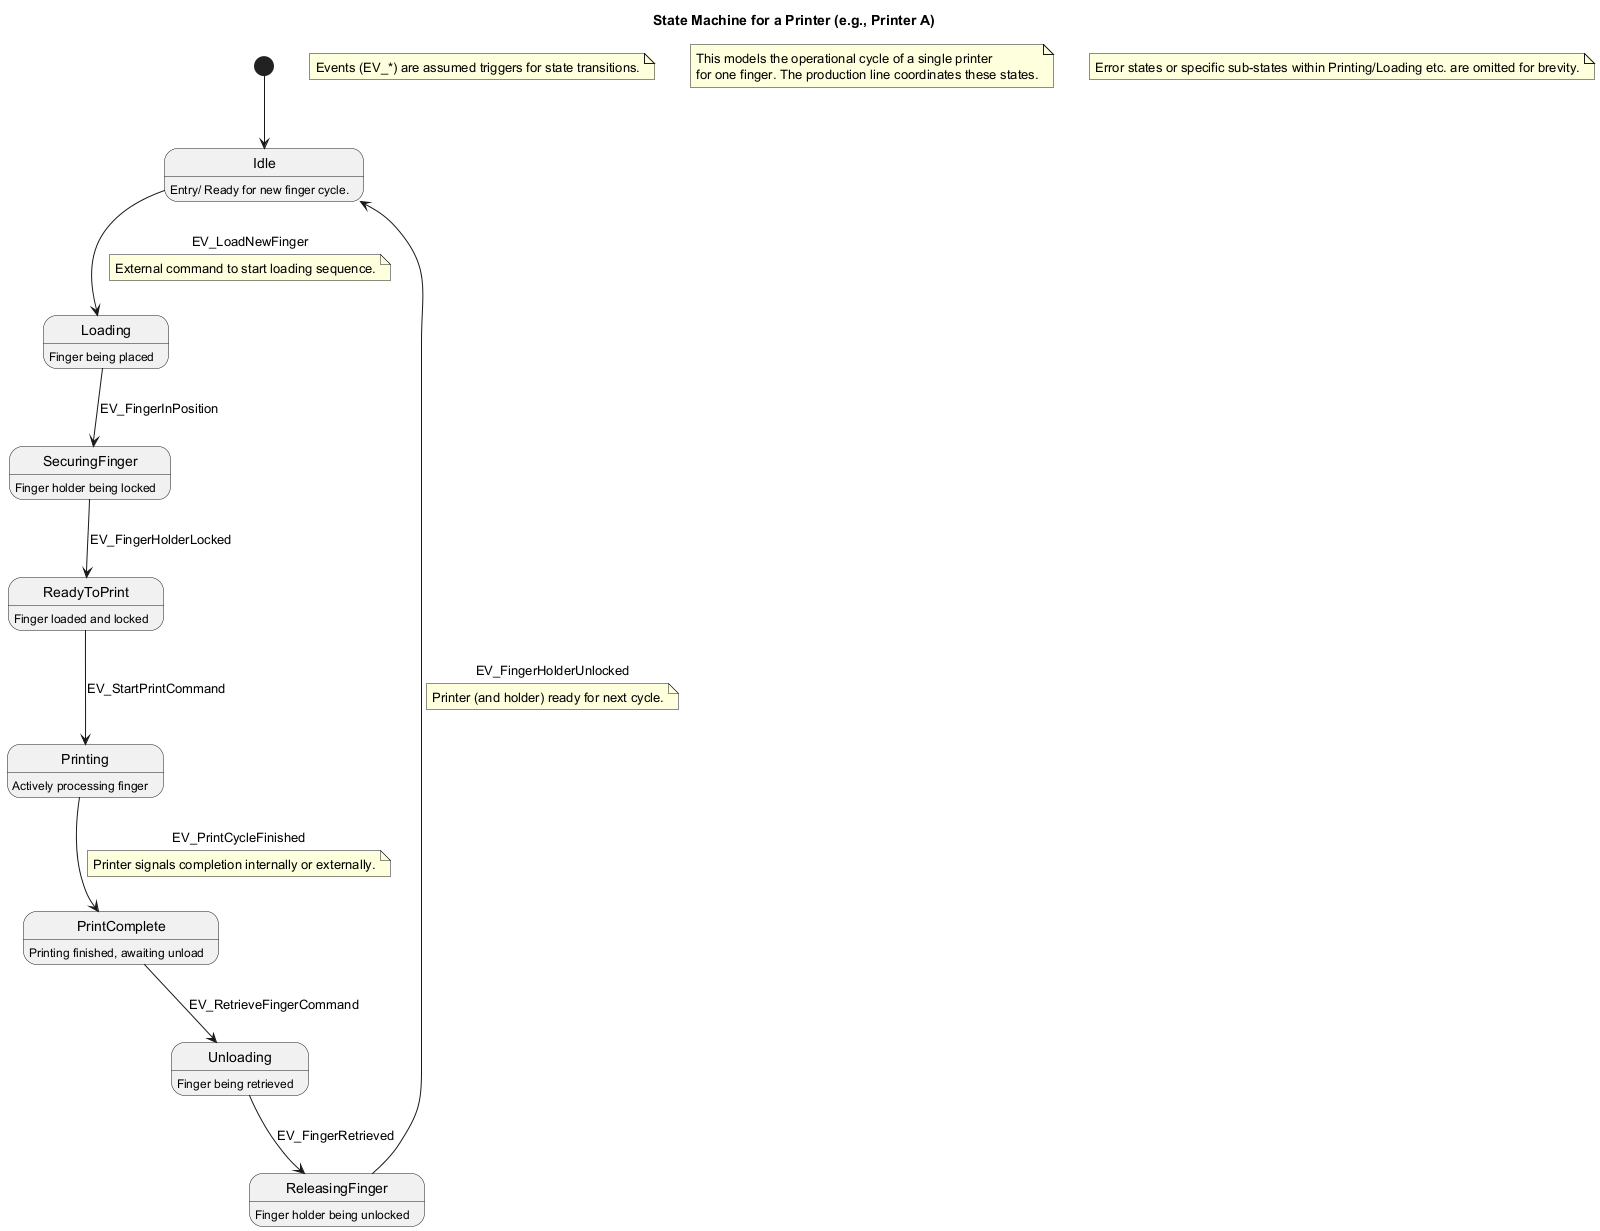 State Machine for a Printer (e.g., Printer A)
Events (EV_*) are assumed triggers for state transitions.
This models the operational cycle of a single printer
for one finger. The production line coordinates these states.
Error states or specific sub-states within Printing/Loading etc. are omitted for brevity.
Idle
Entry/ Ready for new finger cycle.
EV_LoadNewFinger
External command to start loading sequence.
Loading
Finger being placed
EV_FingerInPosition
SecuringFinger
Finger holder being locked
EV_FingerHolderLocked
ReadyToPrint
Finger loaded and locked
EV_FingerHolderUnlocked
Printer (and holder) ready for next cycle.
EV_StartPrintCommand
Printing
Actively processing finger
EV_PrintCycleFinished
Printer signals completion internally or externally.
PrintComplete
Printing finished, awaiting unload
EV_RetrieveFingerCommand
Unloading
Finger being retrieved
EV_FingerRetrieved
ReleasingFinger
Finger holder being unlocked